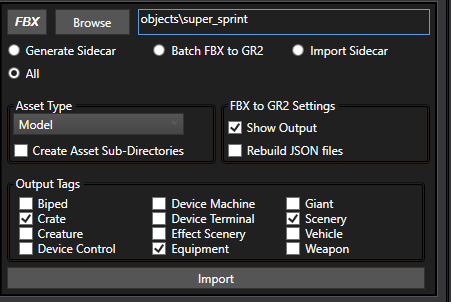 FBX Browse objects\super_sprint
Generate Sidecar Batch FBX to GR2 Import Sidecar
All
Asset Type FBX to GR2 Settings
Model Show Output
Create Asset Sub-Directories Rebuild JSON files
Output Tags
Biped Device Machine Giant
Crate Device Terminal Scenery
Creature Effect Scenery Vehicle
Device Control Equipment Weapon
Import